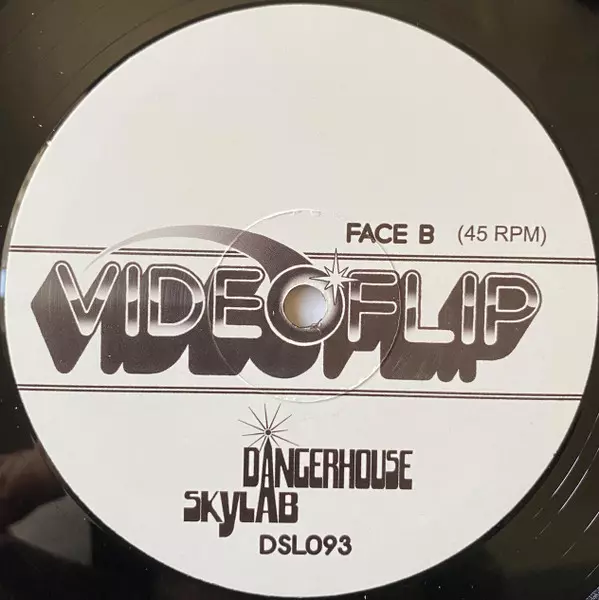 FACE B (45 RPM)
VIDEOFLIP
DANGERHOUSE
SKYLAB
DSL093